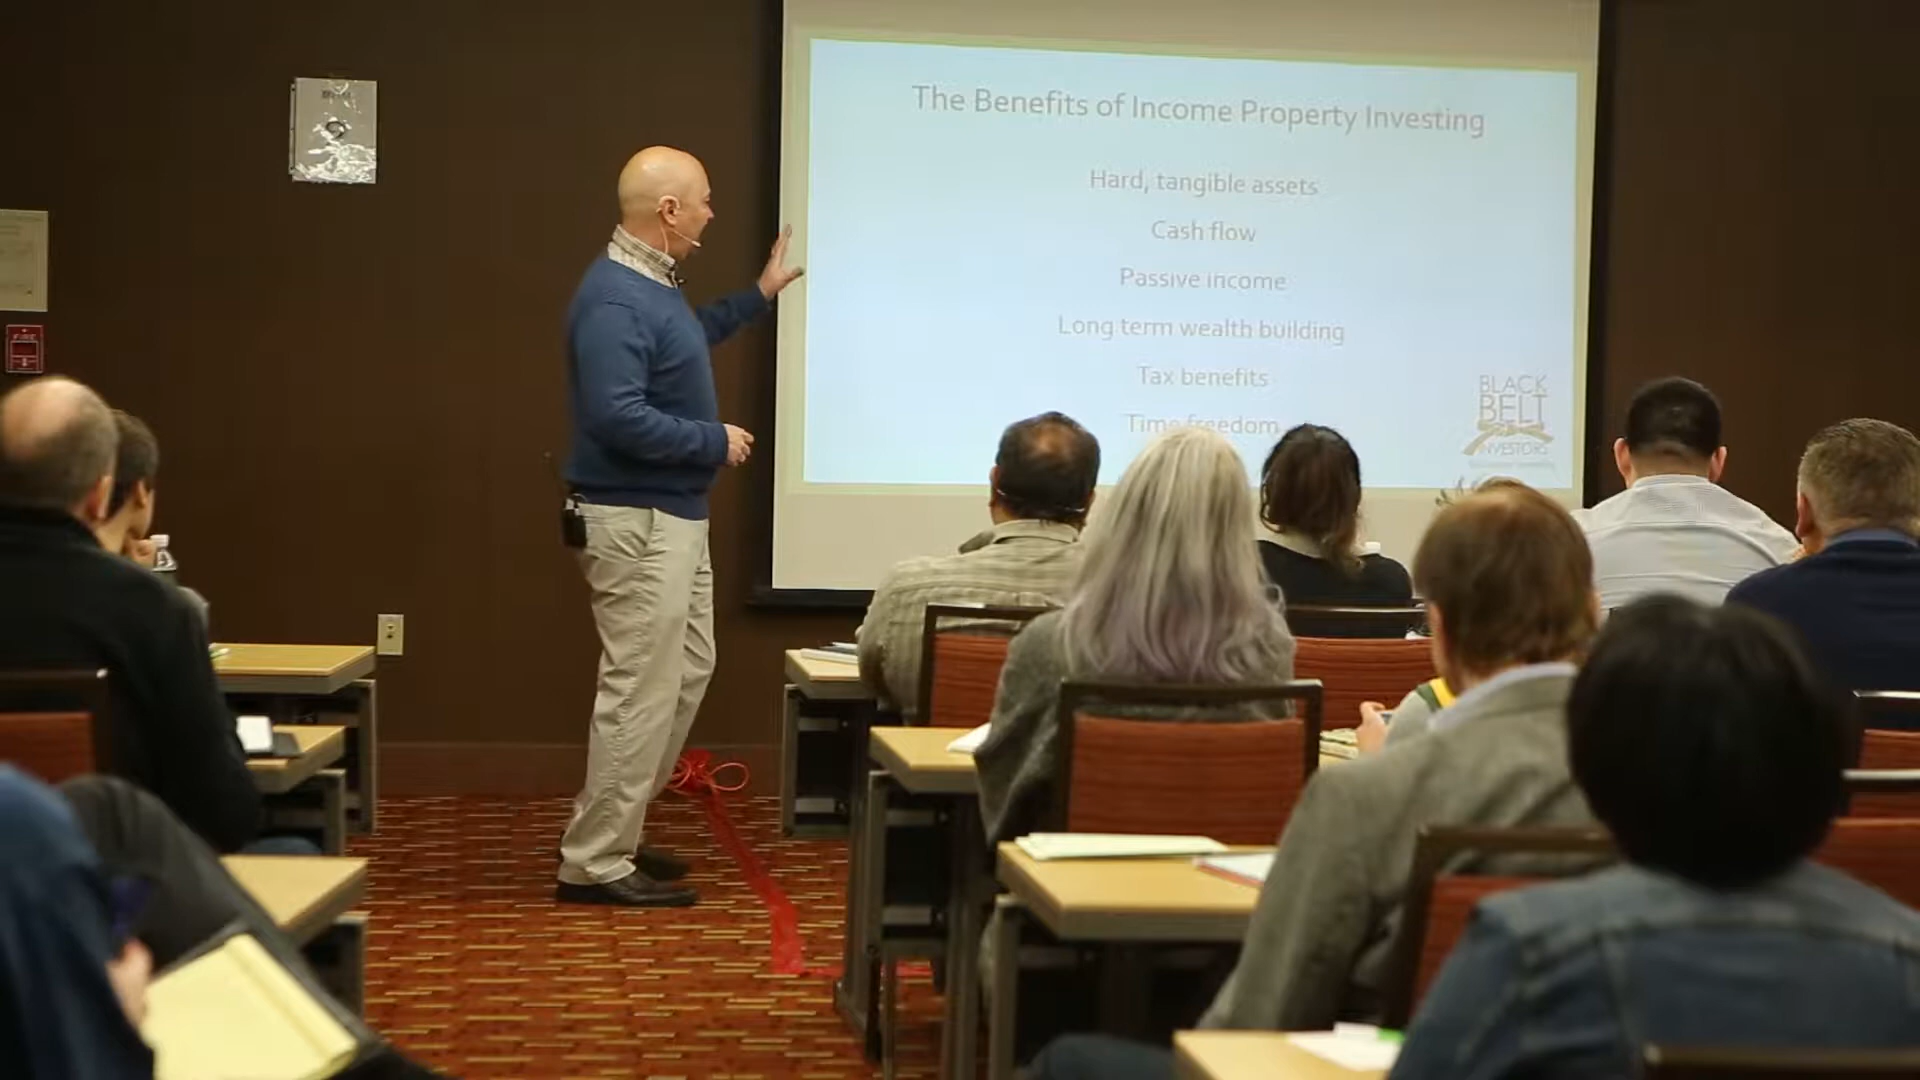 The Benefits of Income Property Investing
Hard, tangible assets
Cash flow
Passive income
Long term wealth building
Tax benefits
Time freedom
BLACK
BELT
INVESTORS
FIRE